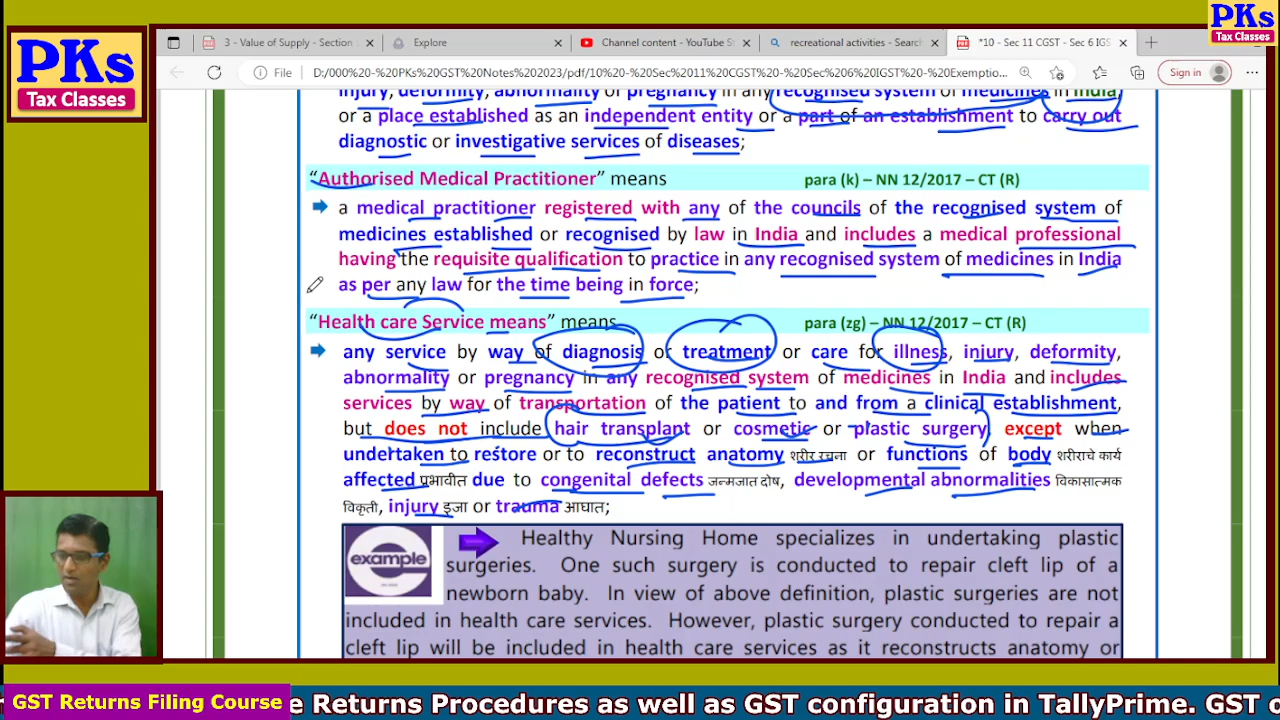 PKs
Tax Classes
PKs
Tax Classes
3 - Value of Supply - Section
Explore
Channel content - YouTube S
recreational activities - Search
*10 - Sec 11 CGST - Sec 6 IGS
File
D:/000%20-%20PKs%20GST%20Notes%202023/pdf/10%20-%20Sec%2011%20CGST%20-%20Sec%206%20IGST%20-%20Exemptio...
Sign in
injury, deformity, abnormality or pregnancy in any recognised system of medicines in India
or a place established as an independent entity or a part of an establishment to carry out
diagnostic or investigative services of diseases;
“Authorised Medical Practitioner” means para (k) – NN 12/2017 – CT (R)
a medical practitioner registered with any of the councils of the recognised system of
medicines established or recognised by law in India and includes a medical professional
having the requisite qualification to practice in any recognised system of medicines in India
as per any law for the time being in force;
“Health care Service means” means para (zg) – NN 12/2017 – CT (R)
any service by way of diagnosis or treatment or care for illness, injury, deformity,
abnormality or pregnancy in any recognised system of medicines in India and includes
services by way of transportation of the patient to and from a clinical establishment,
but does not include hair transplant or cosmetic or plastic surgery, except when
undertaken to restore or to reconstruct anatomy शरीर रचना or functions of body शरीराचे कार्य
affected प्रभावीत due to congenital defects जन्मजात दोष, developmental abnormalities विकासात्मक
विकृती, injury इजा or trauma आघात;
example
Healthy Nursing Home specializes in undertaking plastic
surgeries. One such surgery is conducted to repair cleft lip of a
newborn baby. In view of above definition, plastic surgeries are not
included in health care services. However, plastic surgery conducted to repair a
cleft lip will be included in health care services as it reconstructs anatomy or
GST Returns Filing Course
e Returns Procedures as well as GST configuration in TallyPrime. GST